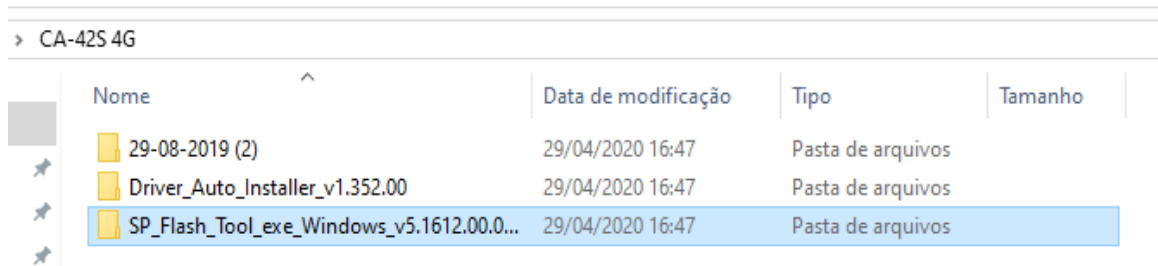 CA-42S 4G
Nome Data de modificação Tipo Tamanho
29-08-2019 (2) 29/04/2020 16:47 Pasta de arquivos
Driver_Auto_Installer_v1.352.00 29/04/2020 16:47 Pasta de arquivos
SP_Flash_Tool_exe_Windows_v5.1612.00.0... 29/04/2020 16:47 Pasta de arquivos